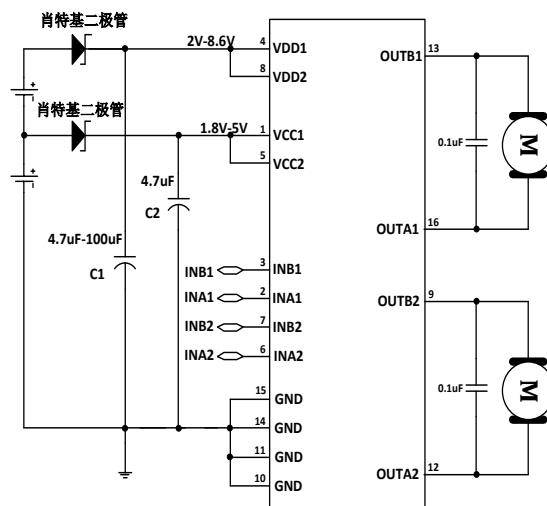 肖特基二极管
2V-8.6V
4
VDD1
OUTB1
13
8
VDD2
肖特基二极管
1.8V-5V
1
VCC1
0.1uF
M
5
VCC2
4.7uF
C2
OUTA1
16
4.7uF-100uF
C1
INB1
3
INB1
INA1
2
INA1
OUTB2
9
INB2
7
INB2
INA2
6
INA2
0.1uF
M
15
GND
14
GND
11
GND
OUTA2
12
10
GND